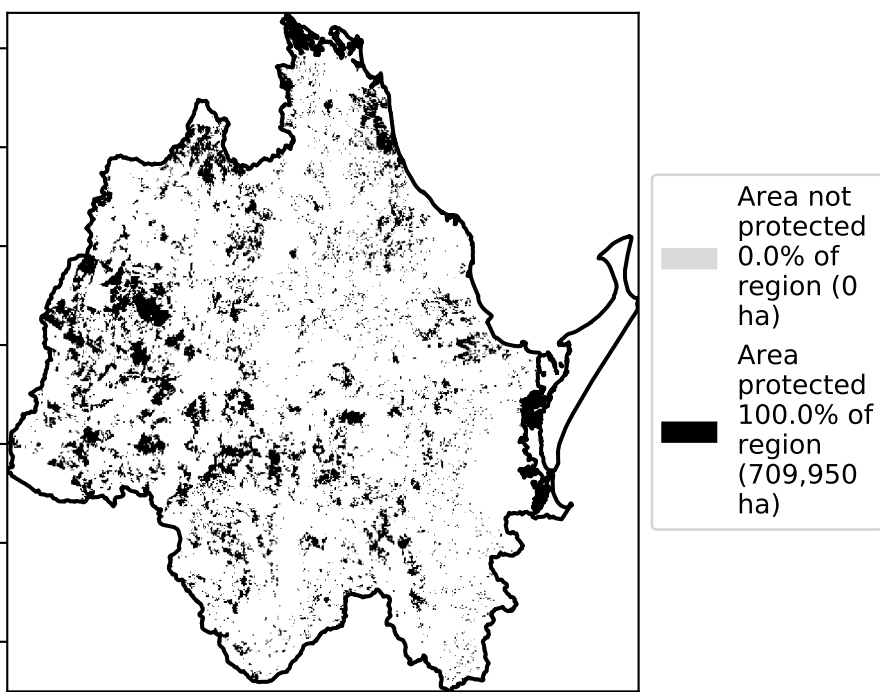 Area not
protected
0.0% of
region (0
ha)
Area
protected
100.0% of
region
(709,950
ha)